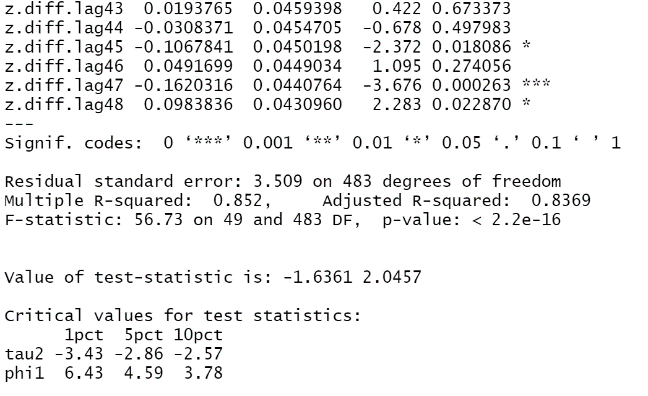 z.diff.lag43  0.0193765  0.0459398   0.422 0.673373
z.diff.lag44 -0.0308371  0.0454705  -0.678 0.497983
z.diff.lag45 -0.1067841  0.0450198  -2.372 0.018086 *
z.diff.lag46  0.0491699  0.0449034   1.095 0.274056
z.diff.lag47 -0.1620316  0.0440764  -3.676 0.000263 ***
z.diff.lag48  0.0983836  0.0430960   2.283 0.022870 *
---
Signif. codes:  0 ‘***’ 0.001 ‘**’ 0.01 ‘*’ 0.05 ‘.’ 0.1 ‘ ’ 1
Residual standard error: 3.509 on 483 degrees of freedom
Multiple R-squared:  0.852,     Adjusted R-squared:  0.8369
F-statistic: 56.73 on 49 and 483 DF,  p-value: < 2.2e-16
Value of test-statistic is: -1.6361 2.0457
Critical values for test statistics:
      1pct  5pct 10pct
tau2 -3.43 -2.86 -2.57
phi1  6.43  4.59  3.78